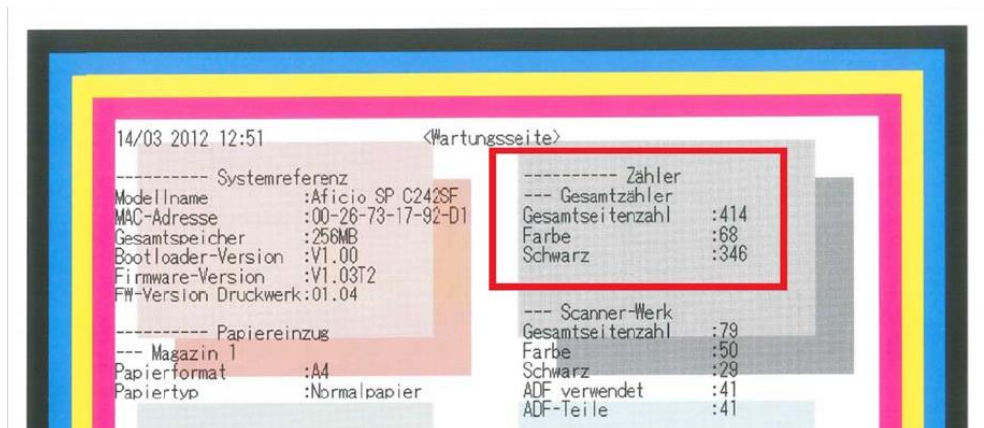 14/03 2012 12:51 <Wartungsseite>
---------- Systemreferenz
Modellname :Aficio SP C242SF
MAC-Adresse :00-26-73-17-92-D1
Gesamtspeicher :256MB
Bootloader-Version :V1.00
Firmware-Version :V1.03T2
FW-Version Druckwerk:01.04
---------- Papiereinzug
--- Magazin 1
Papierformat :A4
Papiertyp :Normalpapier
---------- Zähler
--- Gesamtzähler
Gesamtseitenzahl :414
Farbe :68
Schwarz :346
--- Scanner-Werk
Gesamtseitenzahl :79
Farbe :50
Schwarz :29
ADF verwendet :41
ADF-Teile :41